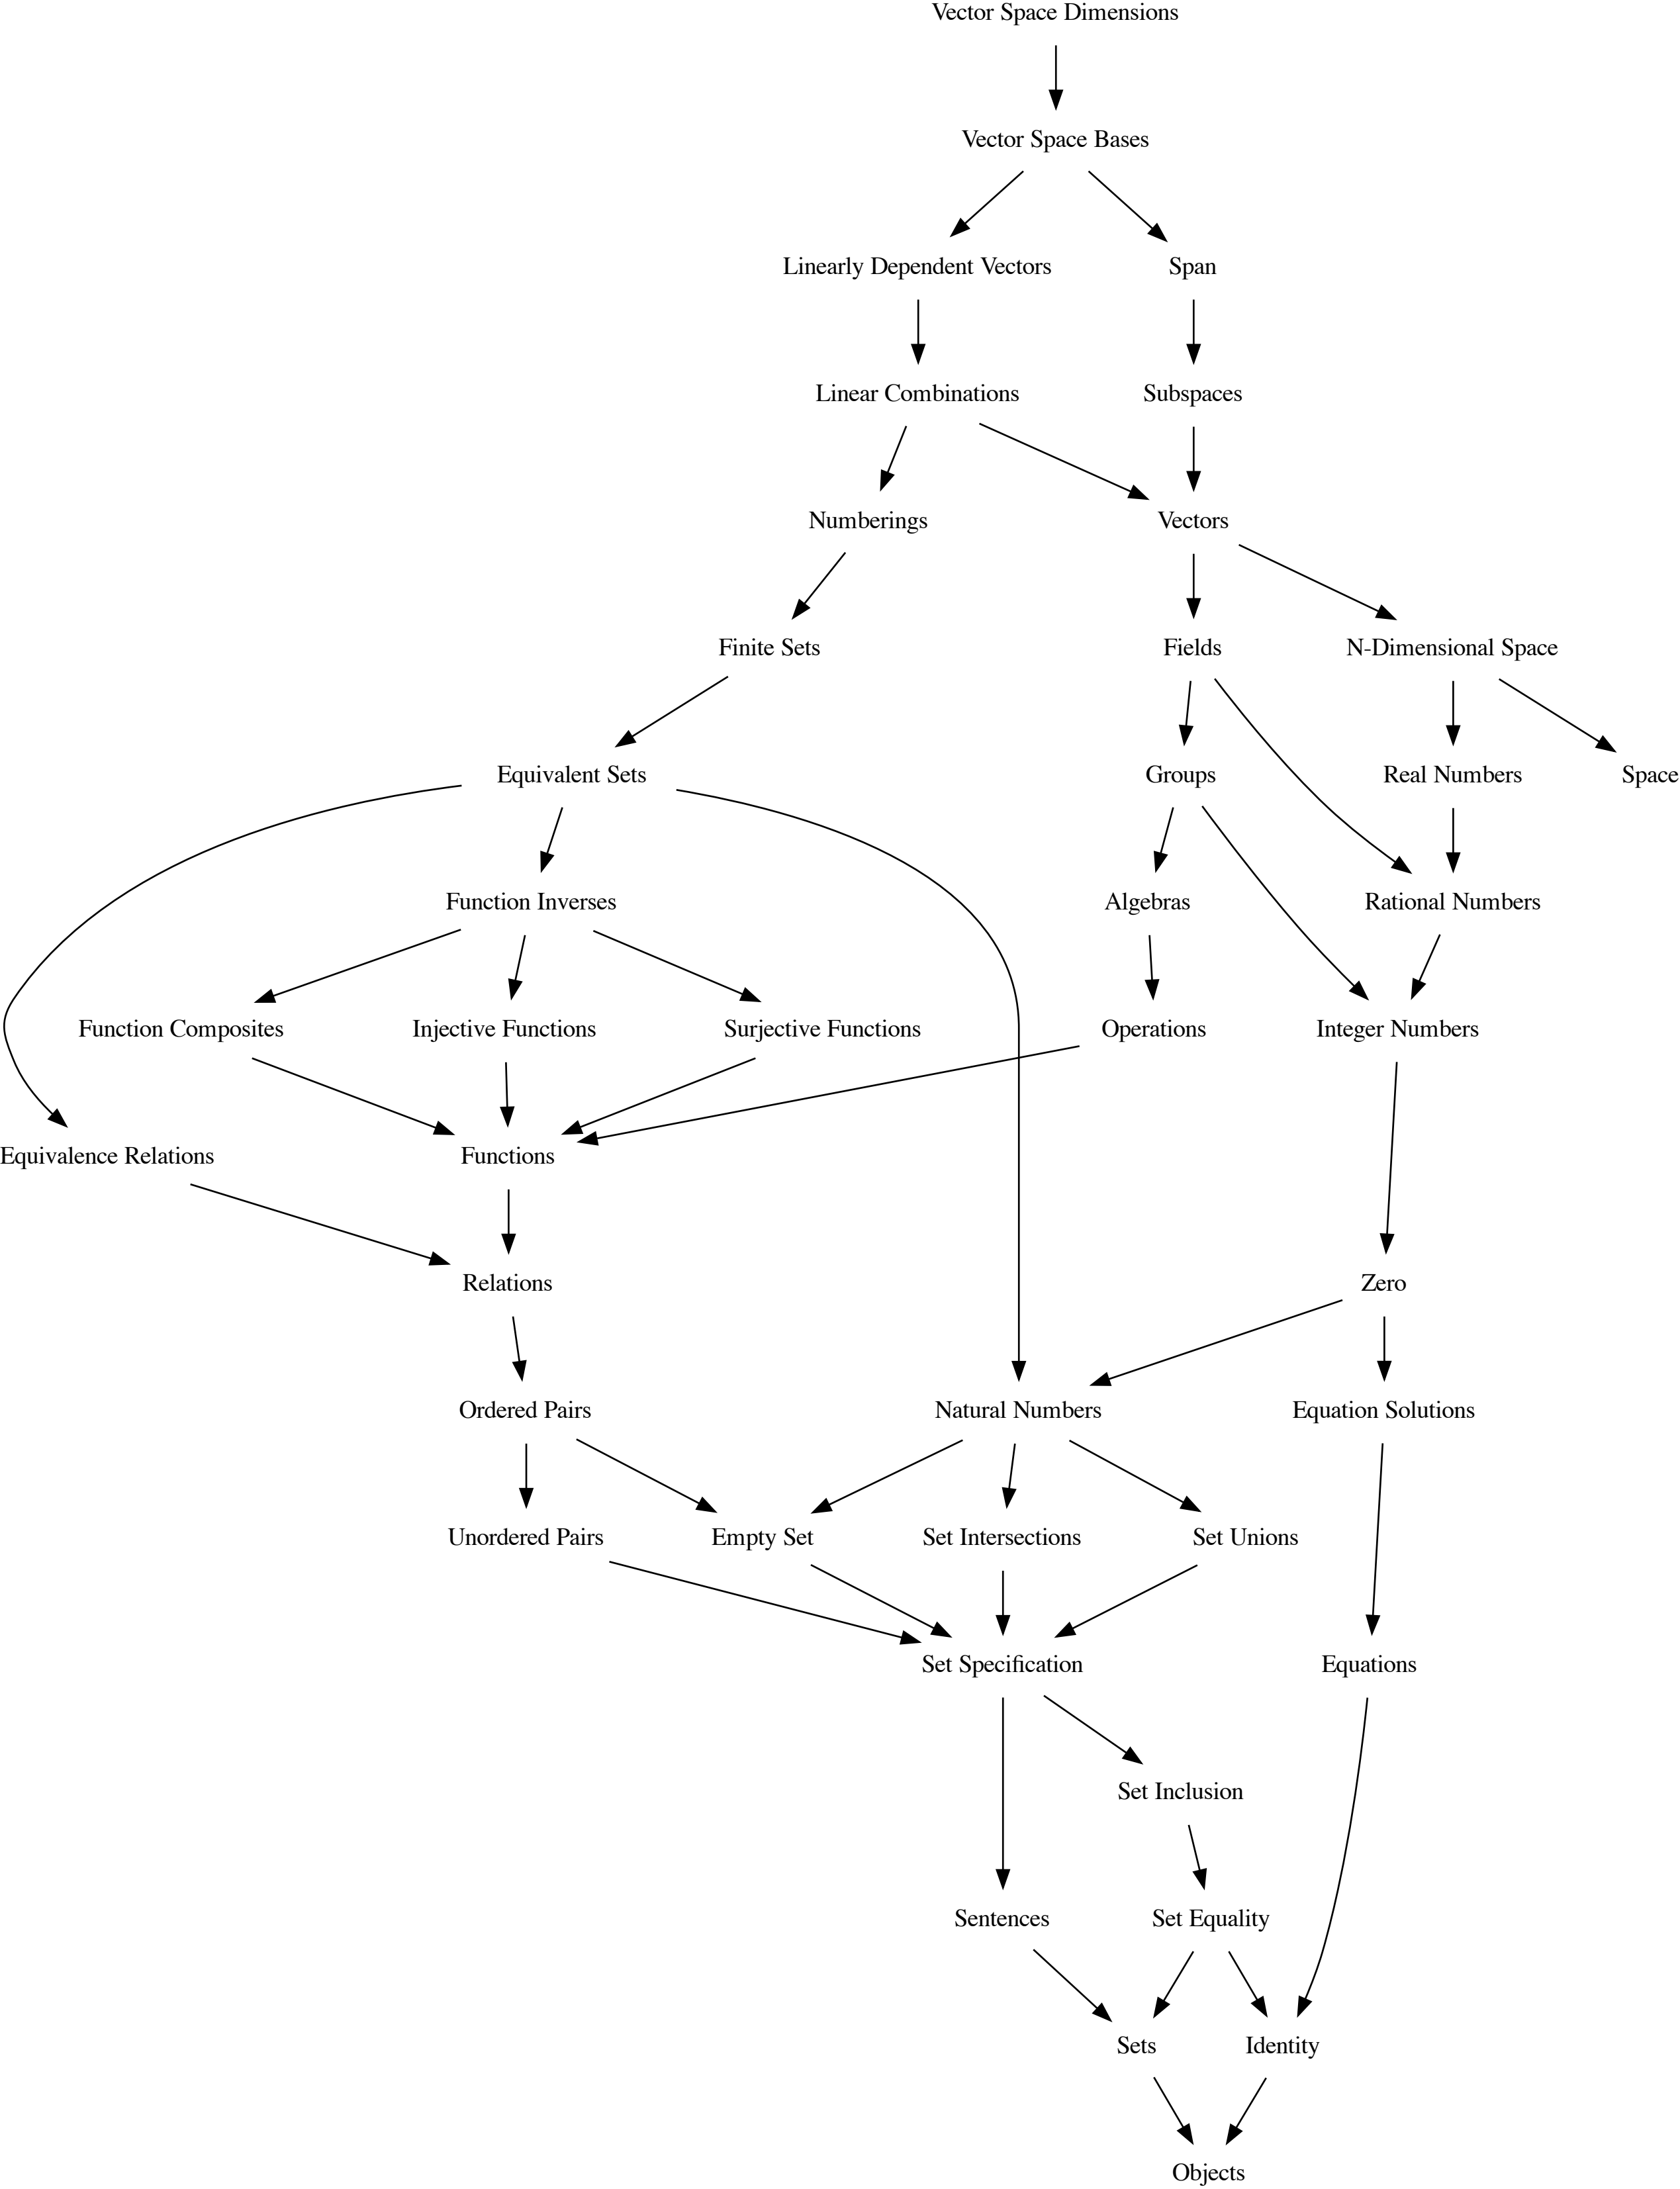 Vector Space Dimensions
Vector Space Bases
Linearly Dependent Vectors
Span
Linear Combinations
Subspaces
Numberings
Vectors
Finite Sets
Fields
N-Dimensional Space
Equivalent Sets
Groups
Real Numbers
Space
Function Inverses
Algebras
Rational Numbers
Function Composites
Injective Functions
Surjective Functions
Operations
Integer Numbers
Equivalence Relations
Functions
Relations
Zero
Ordered Pairs
Natural Numbers
Equation Solutions
Unordered Pairs
Empty Set
Set Intersections
Set Unions
Set Specification
Equations
Set Inclusion
Sentences
Set Equality
Sets
Identity
Objects